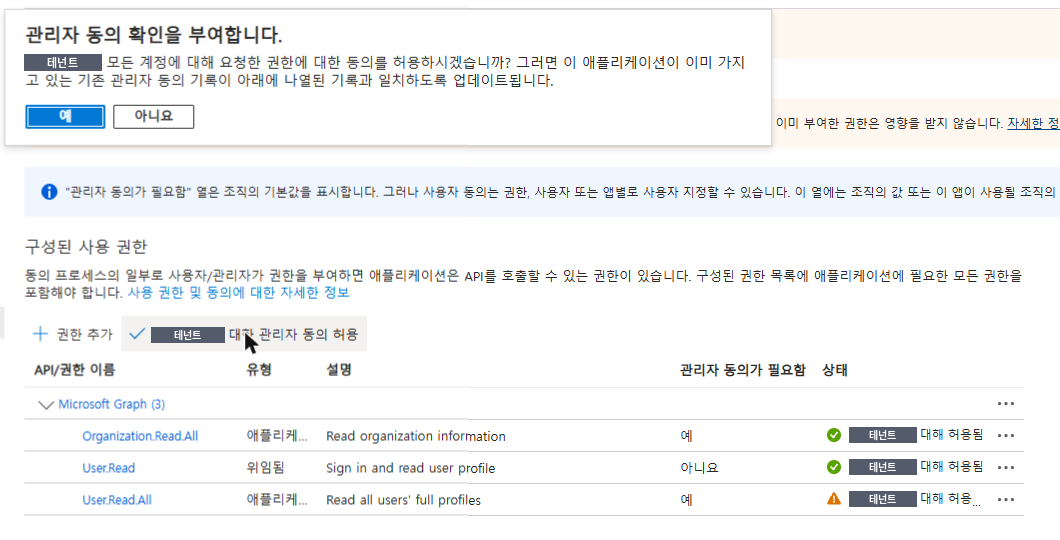 관리자 동의 확인을 부여합니다.
테넌트 모든 계정에 대해 요청한 권한에 대한 동의를 허용하시겠습니까? 그러면 이 애플리케이션이 이미 가지
고 있는 기존 관리자 동의 기록이 아래에 나열된 기록과 일치하도록 업데이트됩니다.
예 아니요
이미 부여한 권한은 영향을 받지 않습니다. 자세한 정
"관리자 동의가 필요함" 열은 조직의 기본값을 표시합니다. 그러나 사용자 동의는 권한, 사용자 또는 앱별로 사용자 지정할 수 있습니다. 이 열에는 조직의 값 또는 이 앱이 사용될 조직의
구성된 사용 권한
동의 프로세스의 일부로 사용자/관리자가 권한을 부여하면 애플리케이션은 API를 호출할 수 있는 권한이 있습니다. 구성된 권한 목록에 애플리케이션에 필요한 모든 권한을
포함해야 합니다. 사용 권한 및 동의에 대한 자세한 정보
권한 추가 테넌트 대한 관리자 동의 허용
API/권한 이름 유형 설명 관리자 동의가 필요함 상태
Microsoft Graph (3) ...
Organization.Read.All 애플리케... Read organization information 예 테넌트 대해 허용됨 ...
User.Read 위임됨 Sign in and read user profile 아니요 테넌트 대해 허용됨 ...
User.Read.All 애플리케... Read all users' full profiles 예 테넌트 대해 허용... ...